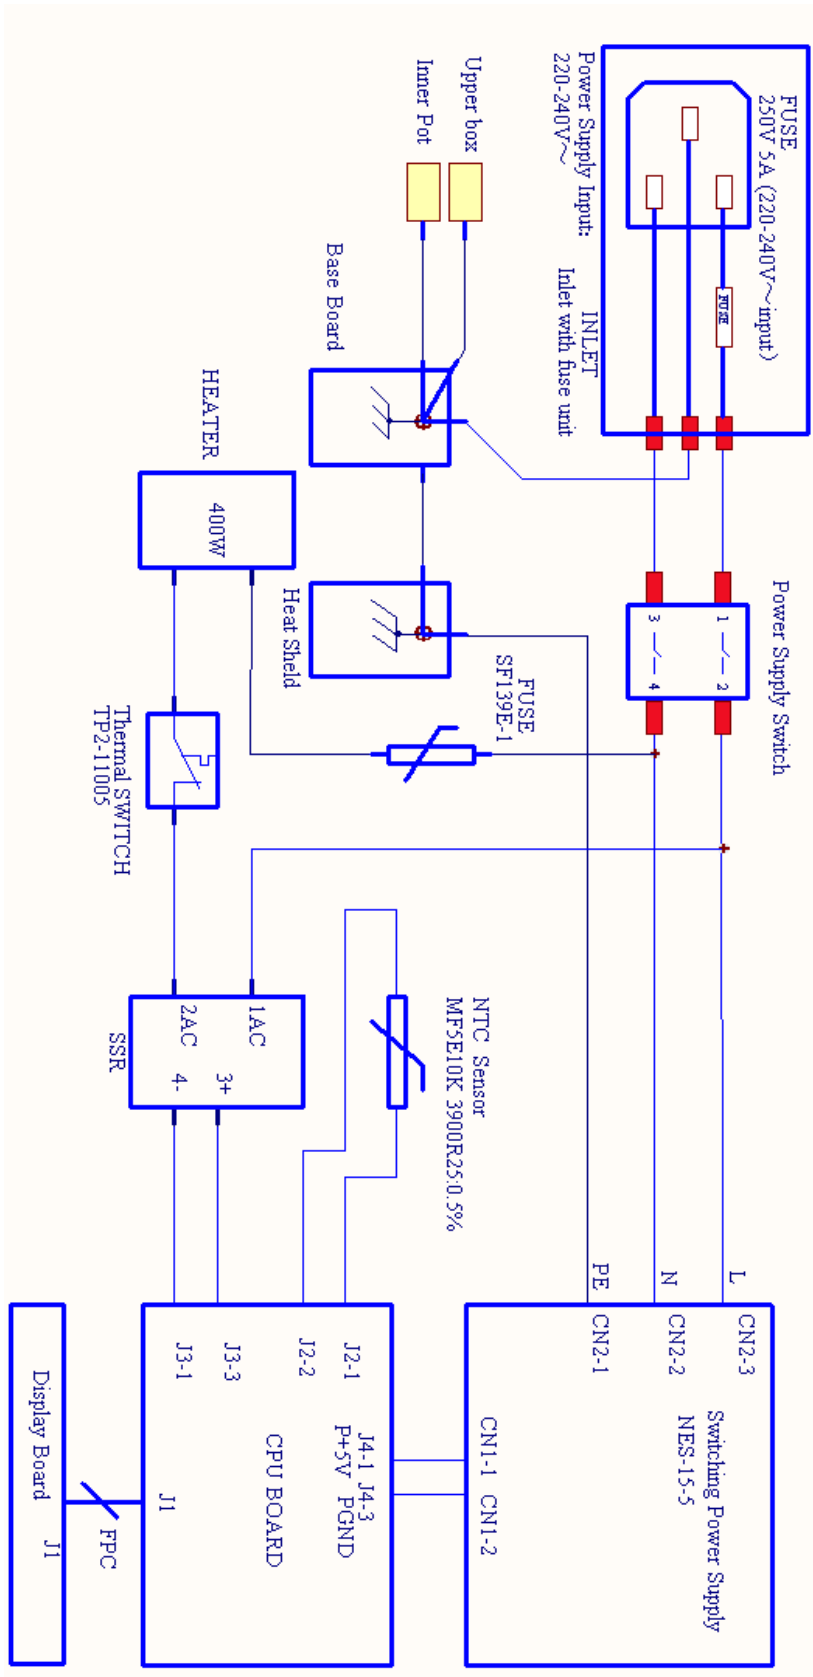 FUSE
250V 5A (220-240V～input)
FUSE
Power Supply Input:
220-240V～
INLET
Inlet with fuse unit
Upper box
Inner Pot
Base Board
HEATER
400W
Heat Sheld
FUSE
SF139E-1
Power Supply Switch
1
2
3
4
Thermal SWITCH
TP2-11005
NTC Sensor
MF5E10K 3900R25:0.5%
1AC
2AC
3+
4-
SSR
L
N
PE
CN2-3
CN2-2
CN2-1
Switching Power Supply
NES-15-5
CN1-1 CN1-2
J2-1
J2-2
J3-3
J3-1
J4-1 J4-3
P+5V PGND
CPU BOARD
J1
FPC
Display Board
J1